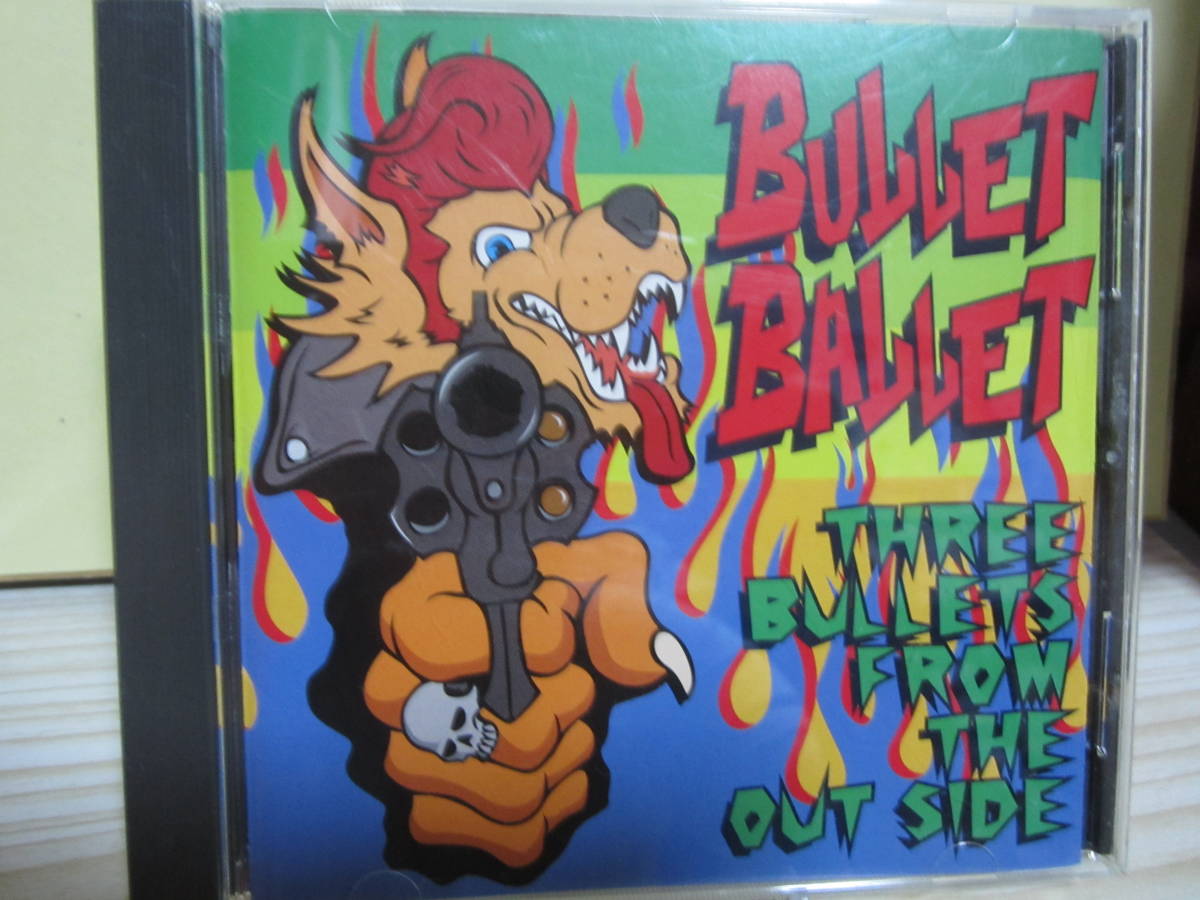 BULLET
BALLET
THREE
BULLETS
FROM
THE
OUT SIDE